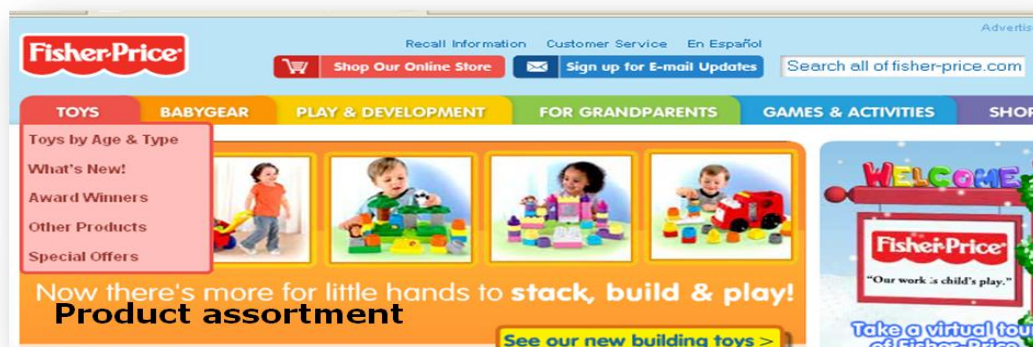 Advertis
Fisher-Price
Recall Information Customer Service En Español
Shop Our Online Store Sign up for E-mail Updates Search all of fisher-price.com
TOYS BABYGEAR PLAY & DEVELOPMENT FOR GRANDPARENTS GAMES & ACTIVITIES SHOP
Toys by Age & Type
What's New!
Award Winners
Other Products
Special Offers
WELCOME
Fisher-Price
"Our work is child's play."
Now there's more for little hands to stack, build & play!
Product assortment
See our new building toys >
Take a virtual tour
of Fisher-Price